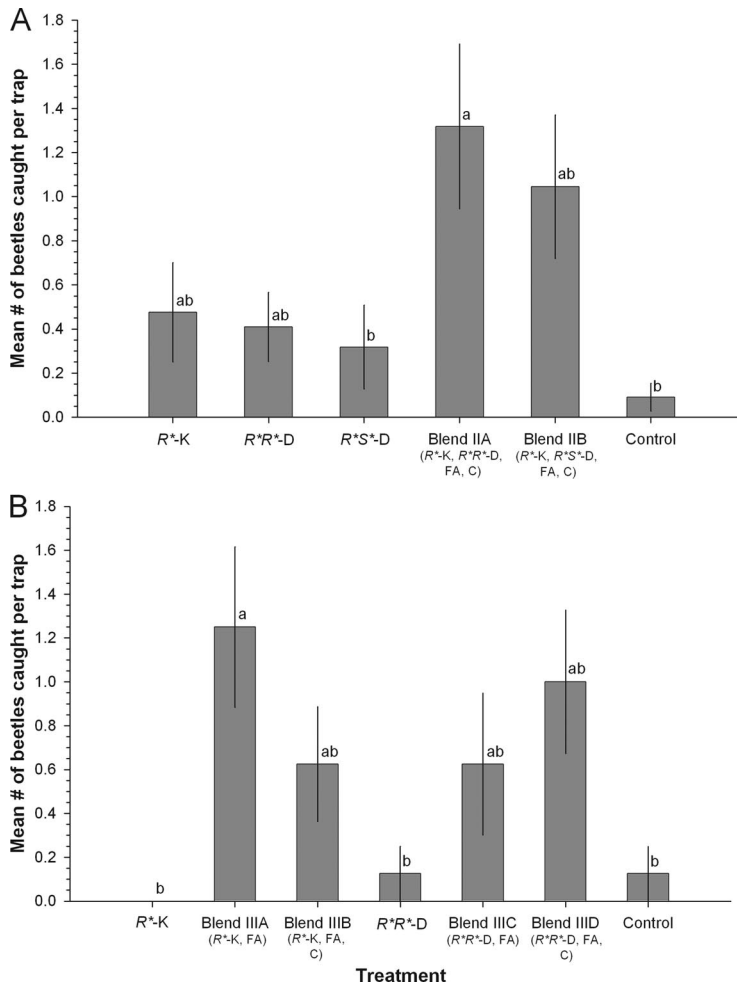 A
Mean # of beetles caught per trap
1.8
1.6
1.4
1.2
1.0
0.8
0.6
0.4
0.2
0.0
ab
ab
b
a
ab
b
R*-K
R*R*-D
R*S*-D
Blend IIA
(R*-K, R*R*-D,
FA, C)
Blend IIB
(R*-K, R*S*-D,
FA, C)
Control
B
Mean # of beetles caught per trap
1.8
1.6
1.4
1.2
1.0
0.8
0.6
0.4
0.2
0.0
b
a
ab
b
ab
ab
b
R*-K
Blend IIIA
(R*-K, FA)
Blend IIIB
(R*-K, FA,
C)
R*R*-D
Blend IIIC
(R*R*-D, FA)
Blend IIID
(R*R*-D, FA,
C)
Control
Treatment